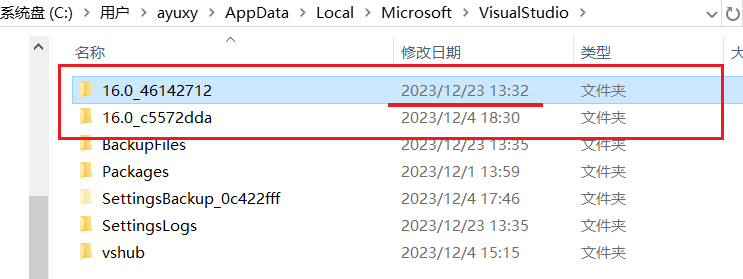 系统盘 (C:) › 用户 › ayuxy › AppData › Local › Microsoft › VisualStudio ›
名称 修改日期 类型 大
16.0_46142712 2023/12/23 13:32 文件夹
16.0_c5572dda 2023/12/4 18:30 文件夹
BackupFiles 2023/12/23 13:35 文件夹
Packages 2023/12/1 13:59 文件夹
SettingsBackup_0c422fff 2023/12/4 17:46 文件夹
SettingsLogs 2023/12/23 13:35 文件夹
vshub 2023/12/4 15:15 文件夹